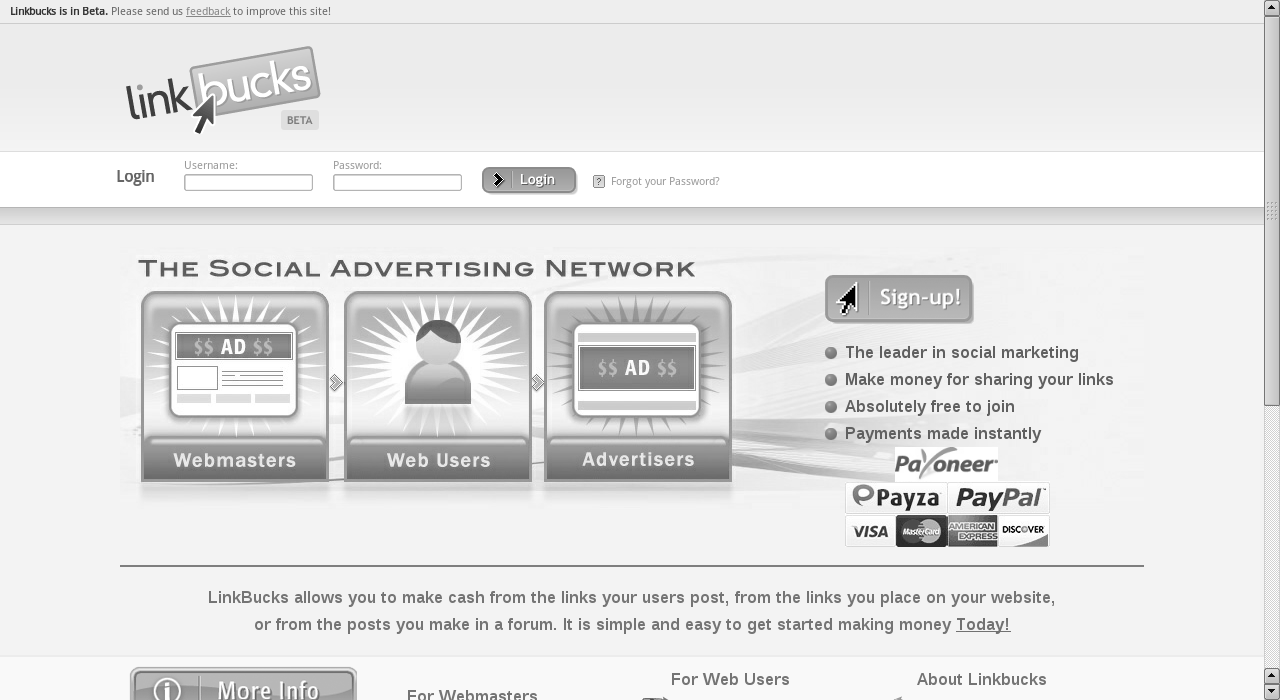 Linkbucks is in Beta. Please send us feedback to improve this site!
linkbucks
BETA
Login
Username:
Password:
Login
? Forgot your Password?
The Social Advertising Network
Sign-up!
$$ AD $$
$$ AD $$
Webmasters
Web Users
Advertisers
The leader in social marketing
Make money for sharing your links
Absolutely free to join
Payments made instantly
Payoneer
Payza PayPal
VISA MasterCard AMERICAN EXPRESS DISCOVER
LinkBucks allows you to make cash from the links your users post, from the links you place on your website,
or from the posts you make in a forum. It is simple and easy to get started making money Today!
More Info
For Webmasters
For Web Users
About Linkbucks